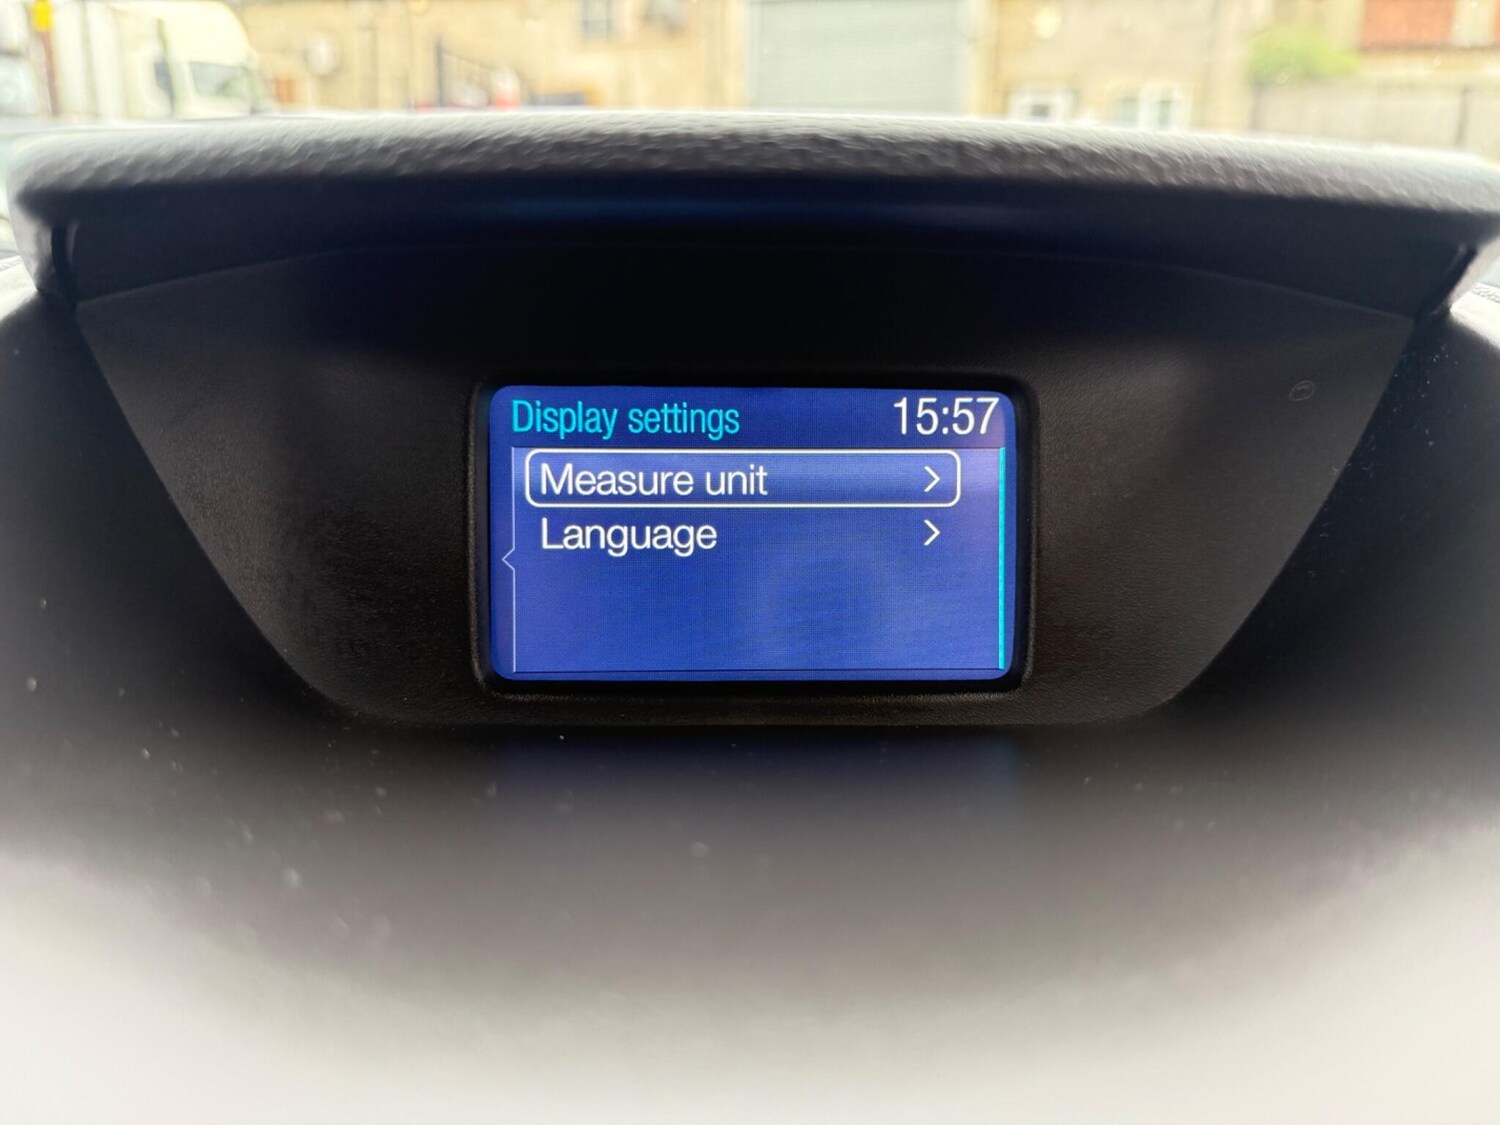 Display settings 15:57
Measure unit >
Language >